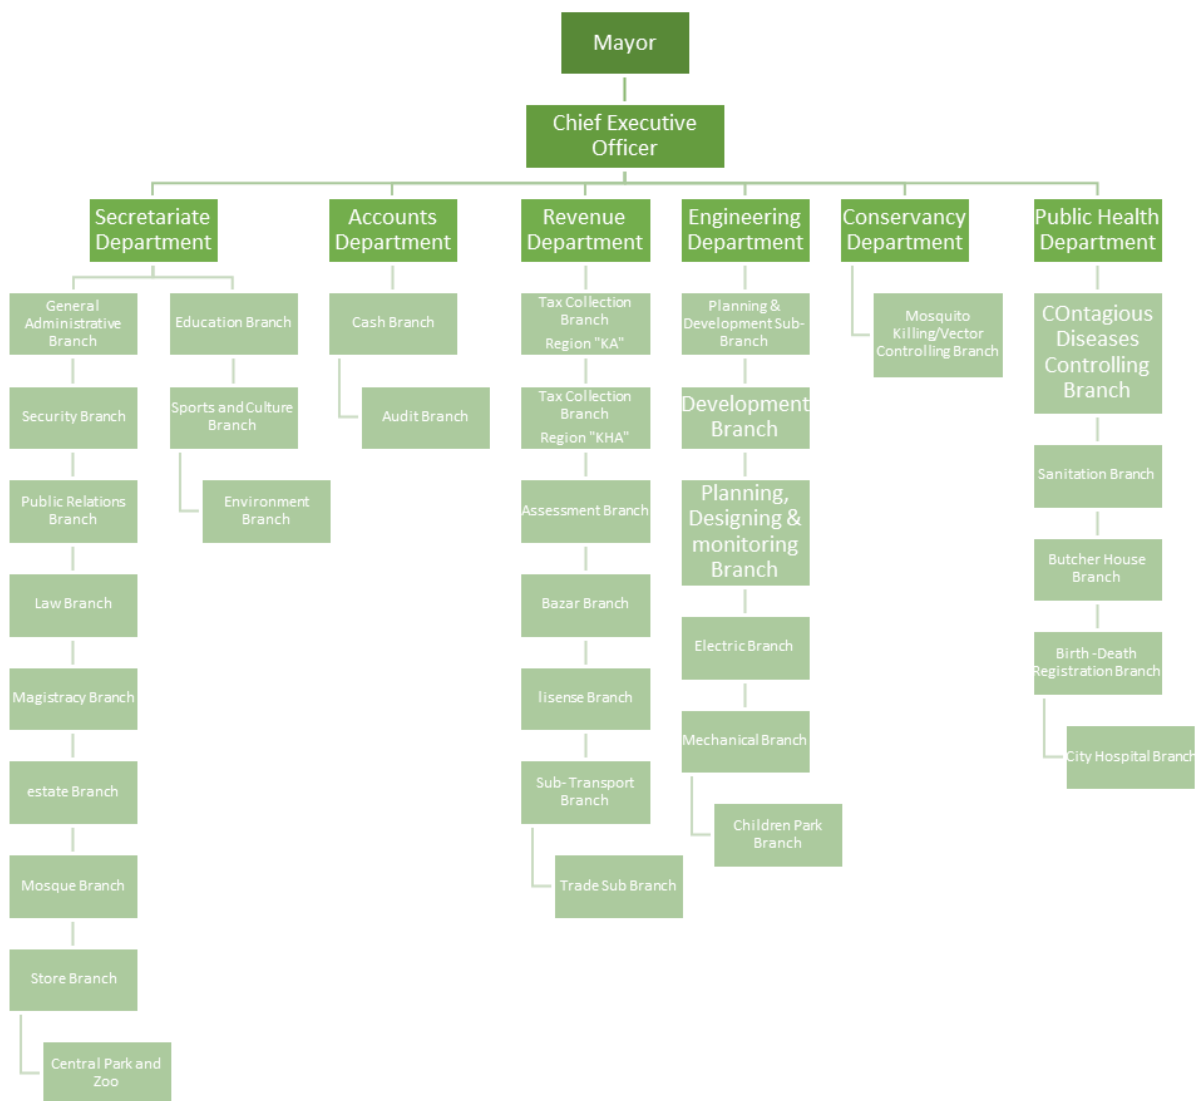 Mayor
Chief Executive
Officer
Secretariate
Department
Accounts
Department
Revenue
Department
Engineering
Department
Conservancy
Department
Public Health
Department
General
Administrative
Branch
Security Branch
Public Relations
Branch
Law Branch
Magistracy Branch
estate Branch
Mosque Branch
Store Branch
Central Park and
Zoo
Education Branch
Sports and Culture
Branch
Environment
Branch
Cash Branch
Audit Branch
Tax Collection
Branch
Region "KA"
Tax Collection
Branch
Region "KHA"
Assessment Branch
Bazar Branch
lisense Branch
Sub- Transport
Branch
Trade Sub Branch
Planning &
Development Sub-
Branch
Development
Branch
Planning,
Designing &
monitoring
Branch
Electric Branch
Mechanical Branch
Children Park
Branch
Mosquito
Killing/Vector
Controlling Branch
COntagious
Diseases
Controlling
Branch
Sanitation Branch
Butcher House
Branch
Birth -Death
Registration Branch
City Hospital Branch